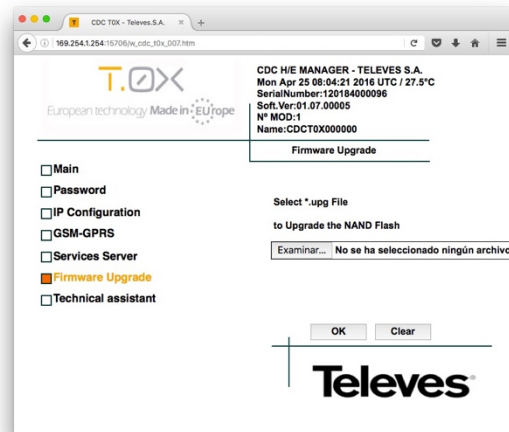 CDC T0X - Televes.S.A.
169.254.1.254:15706/w_cdc_t0x_007.htm
T.0X
European technology Made in EUrope
CDC H/E MANAGER - TELEVES S.A.
Mon Apr 25 08:04:21 2016 UTC / 27.5°C
SerialNumber:120184000096
Soft.Ver:01.07.00005
Nº MOD:1
Name:CDCT0X000000
Firmware Upgrade
Main
Password
IP Configuration
GSM-GPRS
Services Server
Firmware Upgrade
Technical assistant
Select *.upg File
to Upgrade the NAND Flash
Examinar... No se ha seleccionado ningún archivo
OK Clear
Televes